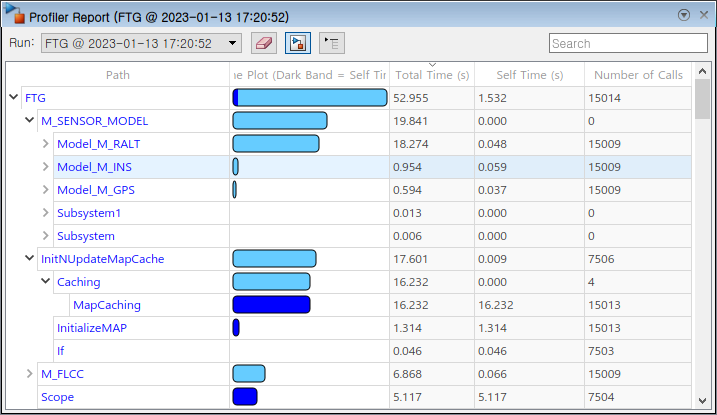 Profiler Report (FTG @ 2023-01-13 17:20:52)
Run: FTG @ 2023-01-13 17:20:52 Search
Path ne Plot (Dark Band = Self Tim Total Time (s) Self Time (s) Number of Calls
FTG 52.955 1.532 15014
M_SENSOR_MODEL 19.841 0.000 0
Model_M_RALT 18.274 0.048 15009
Model_M_INS 0.954 0.059 15009
Model_M_GPS 0.594 0.037 15009
Subsystem1 0.013 0.000 0
Subsystem 0.006 0.000 0
InitNUpdateMapCache 17.601 0.009 7506
Caching 16.232 0.000 4
MapCaching 16.232 16.232 15013
InitializeMAP 1.314 1.314 15013
If 0.046 0.046 7503
M_FLCC 6.868 0.066 15009
Scope 5.117 5.117 7504